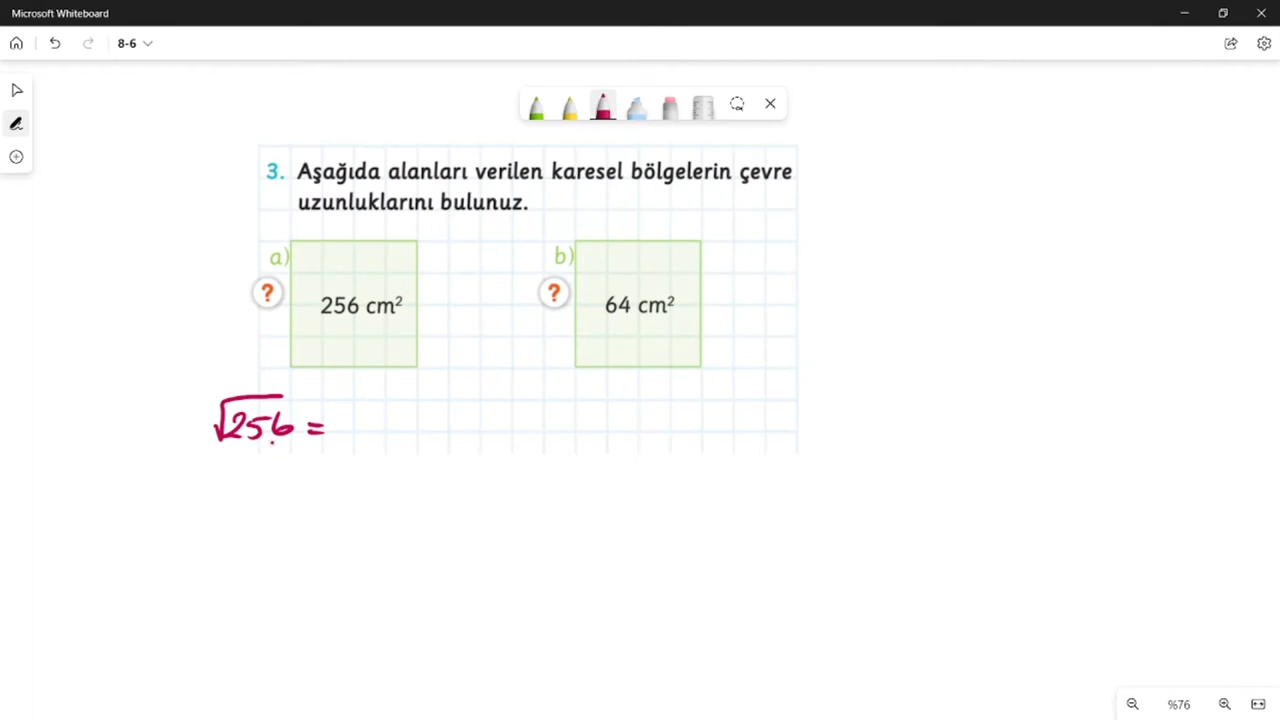 Microsoft Whiteboard
8-6
3. Aşağıda alanları verilen karesel bölgelerin çevre
uzunluklarını bulunuz.
a)
b)
?
256 cm²
?
64 cm²
√256 =
%76